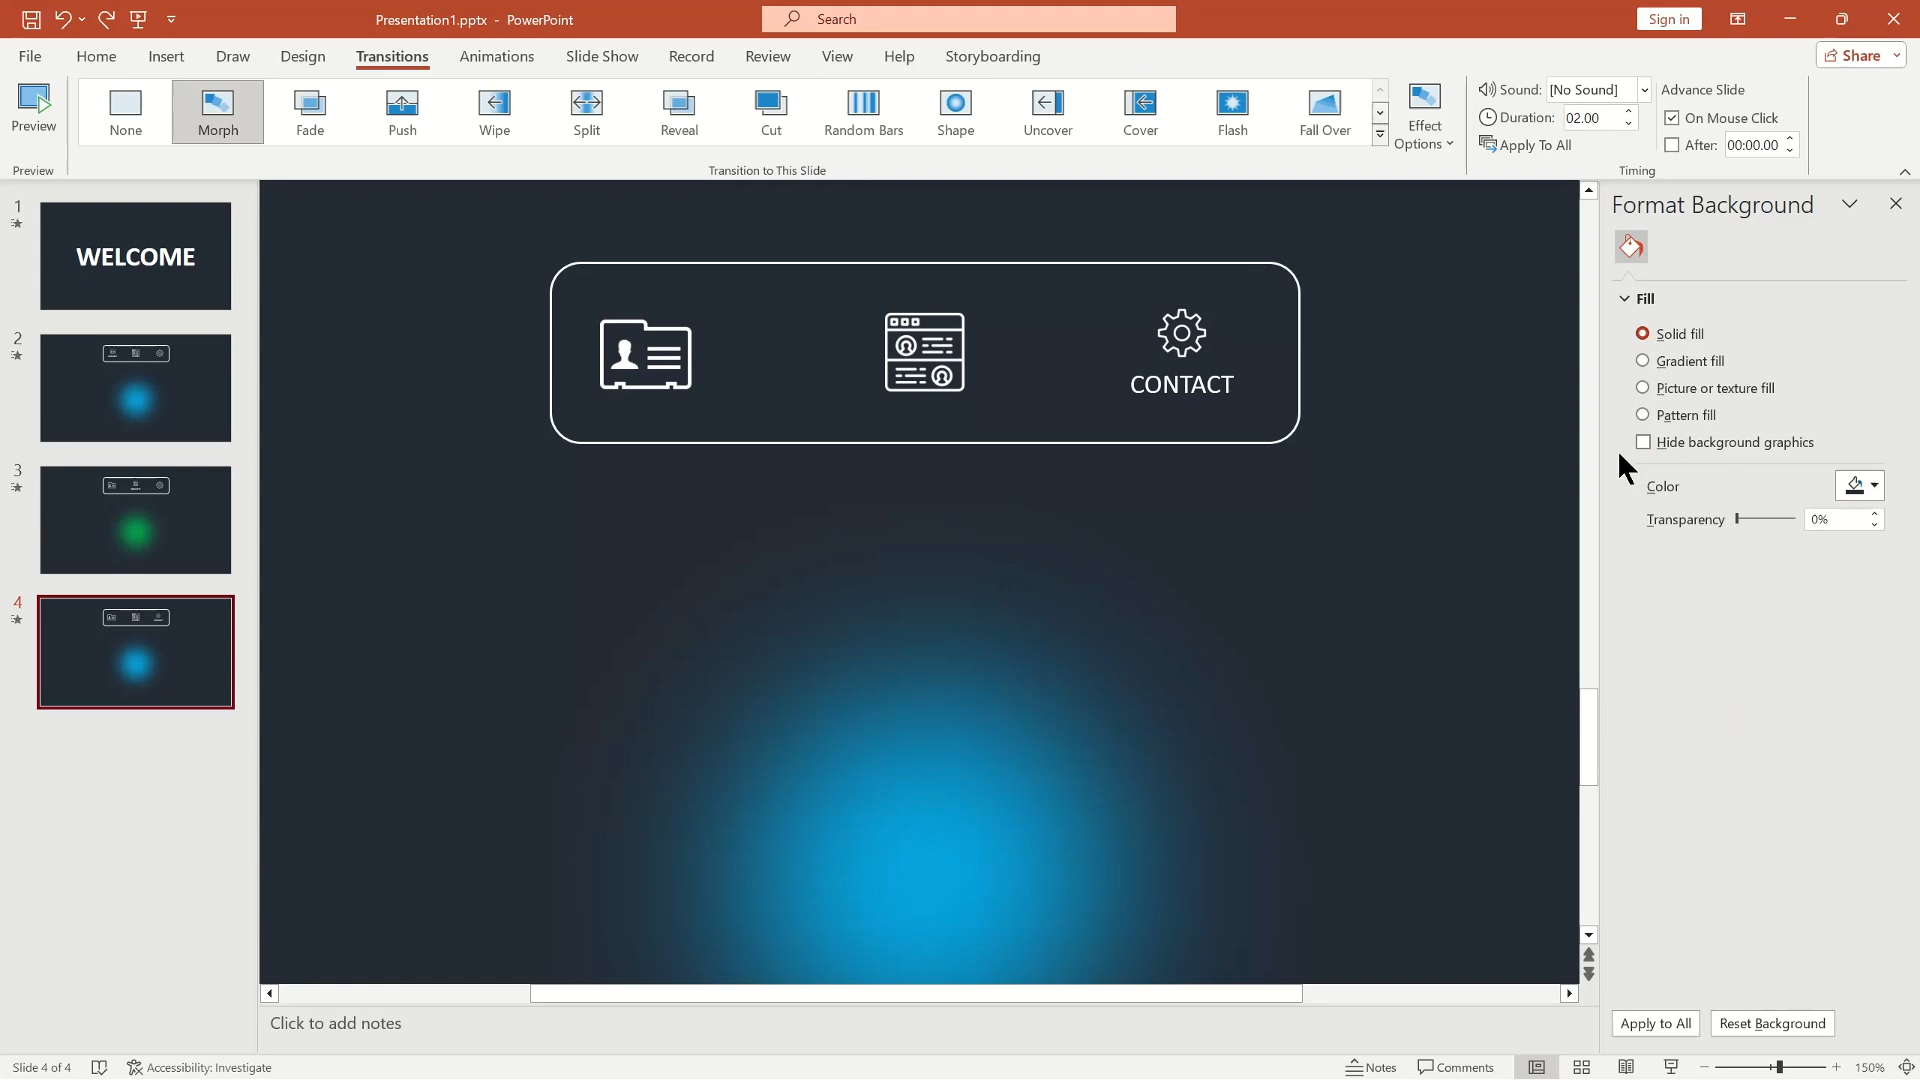 Presentation1.pptx - PowerPoint
Search
Sign in
File Home Insert Draw Design Transitions Animations Slide Show Record Review View Help Storyboarding
Share
Preview
None
Morph
Fade
Push
Wipe
Split
Reveal
Cut
Random Bars
Shape
Uncover
Cover
Flash
Fall Over
Effect
Options
Sound: [No Sound]
Duration: 02.00
Apply To All
Advance Slide
On Mouse Click
After: 00:00.00
Preview
Transition to This Slide
Timing
1
WELCOME
2
3
4
CONTACT
Format Background
Fill
Solid fill
Gradient fill
Picture or texture fill
Pattern fill
Hide background graphics
Color
Transparency 0%
Apply to All
Reset Background
Click to add notes
Slide 4 of 4
Accessibility: Investigate
Notes
Comments
150%